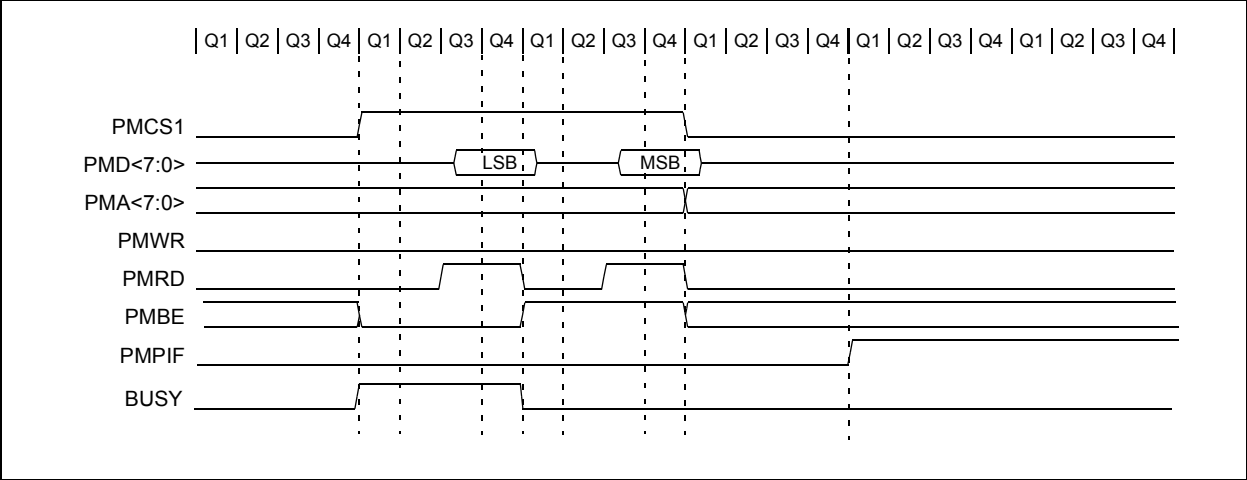 Q1 Q2 Q3 Q4 Q1 Q2 Q3 Q4 Q1 Q2 Q3 Q4 Q1 Q2 Q3 Q4 Q1 Q2 Q3 Q4 Q1 Q2 Q3 Q4
PMCS1
PMD<7:0> LSB MSB
PMA<7:0>
PMWR
PMRD
PMBE
PMPIF
BUSY